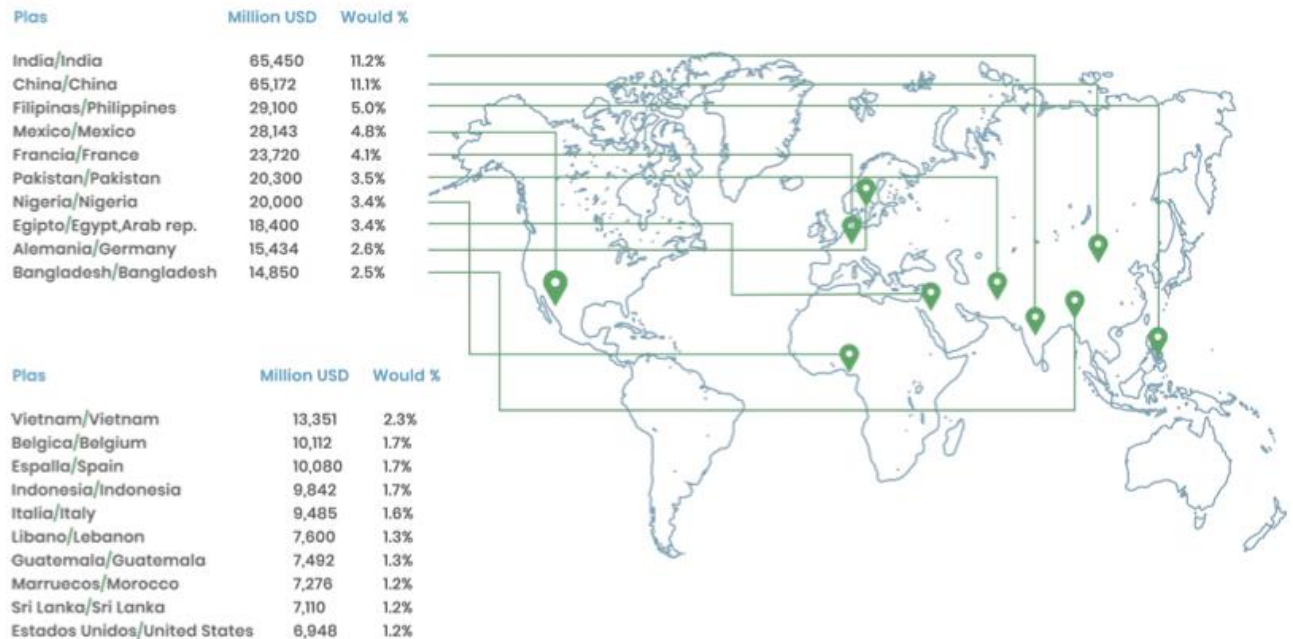 Plas Million USD Would %
India/India 65,450 11.2%
China/China 65,172 11.1%
Filipinas/Philippines 29,100 5.0%
Mexico/Mexico 28,143 4.8%
Francia/France 23,720 4.1%
Pakistan/Pakistan 20,300 3.5%
Nigeria/Nigeria 20,000 3.4%
Egipto/Egypt,Arab rep. 18,400 3.4%
Alemania/Germany 15,434 2.6%
Bangladesh/Bangladesh 14,850 2.5%
Plas Million USD Would %
Vietnam/Vietnam 13,351 2.3%
Belgica/Belgium 10,112 1.7%
Espalla/Spain 10,080 1.7%
Indonesia/Indonesia 9,842 1.7%
Italia/Italy 9,485 1.6%
Libano/Lebanon 7,600 1.3%
Guatemala/Guatemala 7,492 1.3%
Marruecos/Morocco 7,276 1.2%
Sri Lanka/Sri Lanka 7,110 1.2%
Estados Unidos/United States 6,948 1.2%